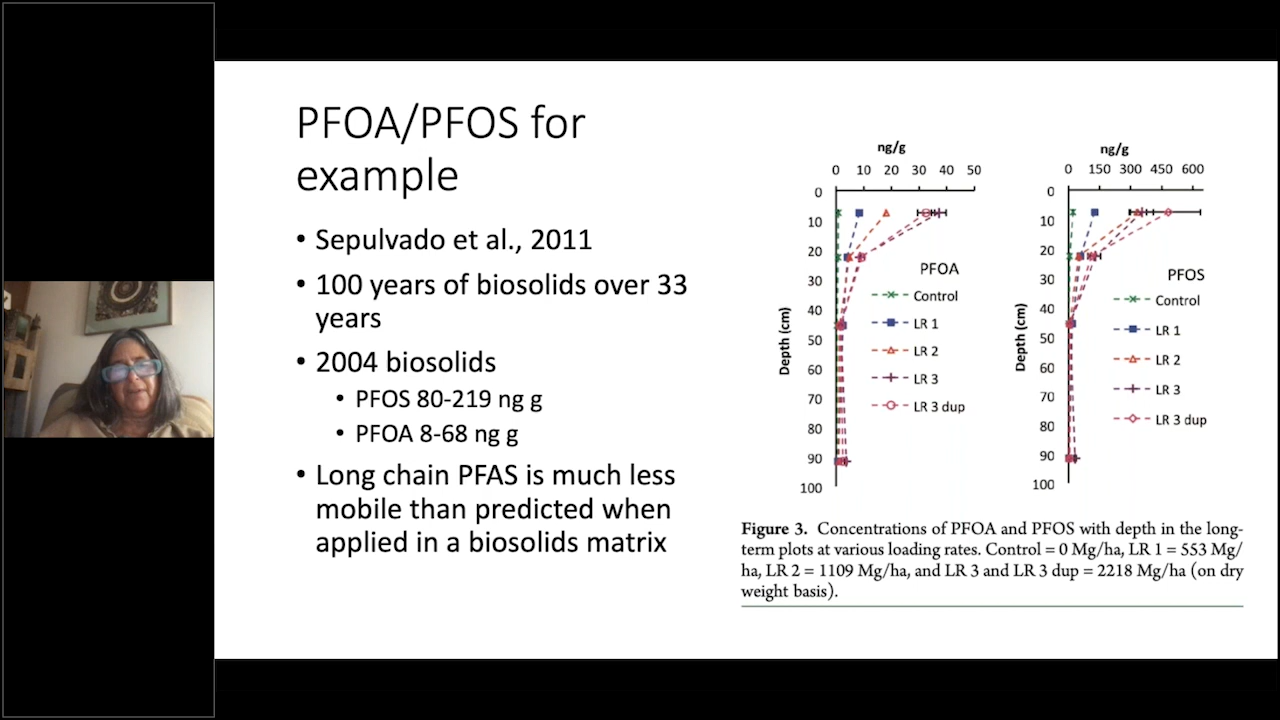 PFOA/PFOS for
example
• Sepulvado et al., 2011
• 100 years of biosolids over 33
years
• 2004 biosolids
• PFOS 80-219 ng g
• PFOA 8-68 ng g
• Long chain PFAS is much less
mobile than predicted when
applied in a biosolids matrix
ng/g
0 10 20 30 40 50
0
10
20
30
40
50
60
70
80
90
100
Depth (cm)
PFOA
Control
LR 1
LR 2
LR 3
LR 3 dup
ng/g
0 150 300 450 600
0
10
20
30
40
50
60
70
80
90
100
Depth (cm)
PFOS
Control
LR 1
LR 2
LR 3
LR 3 dup
Figure 3. Concentrations of PFOA and PFOS with depth in the long-
term plots at various loading rates. Control = 0 Mg/ha, LR 1 = 553 Mg/
ha, LR 2 = 1109 Mg/ha, and LR 3 and LR 3 dup = 2218 Mg/ha (on dry
weight basis).